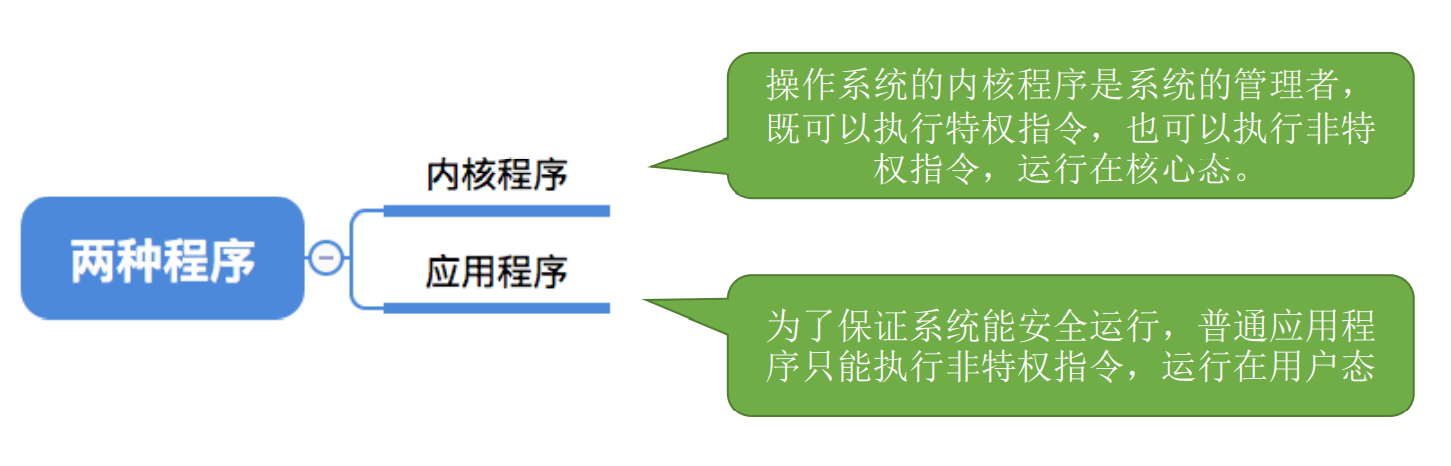 操作系统的内核程序是系统的管理者，
既可以执行特权指令，也可以执行非特
权指令，运行在核心态。
内核程序
两种程序
应用程序
为了保证系统能安全运行，普通应用程
序只能执行非特权指令，运行在用户态